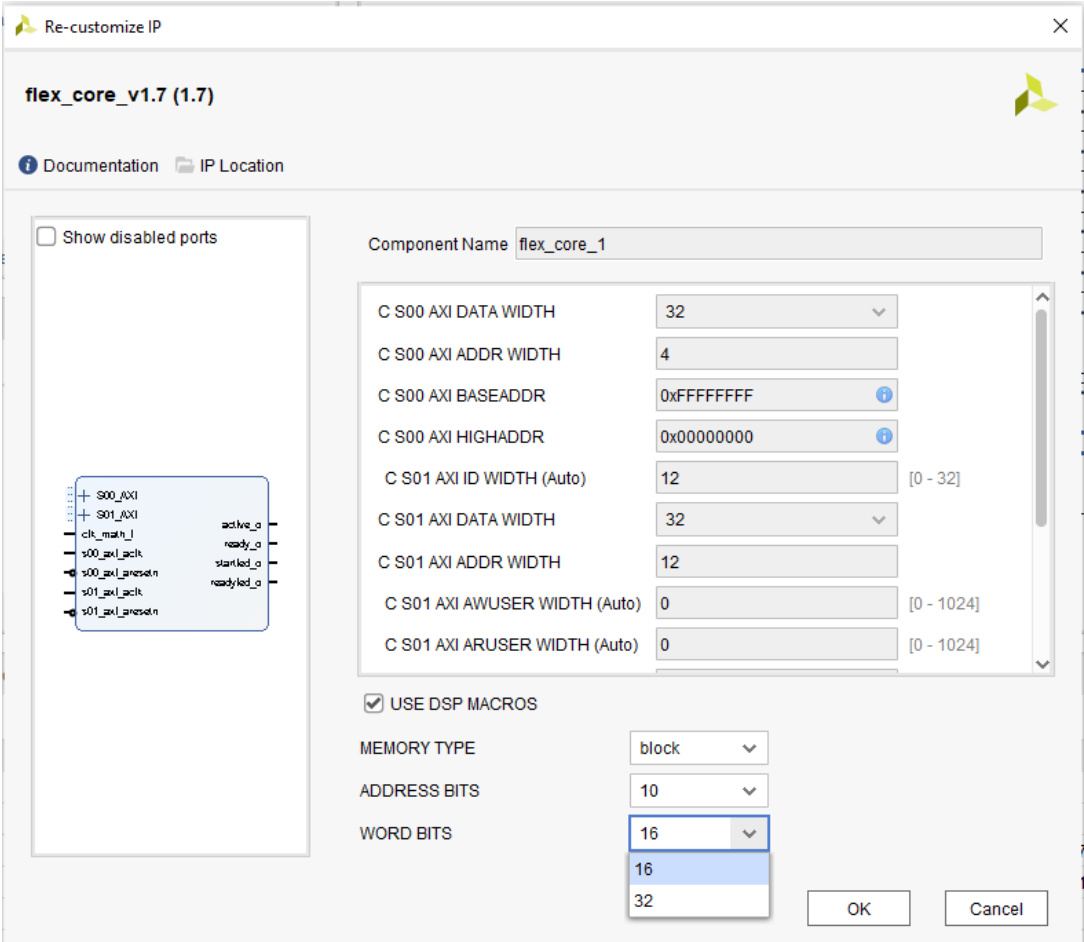 Re-customize IP
flex_core_v1.7 (1.7)
Documentation IP Location
Show disabled ports
S00_AXI
S01_AXI
clk_math_i
s00_axi_aclk
s00_axi_aresetn
s01_axi_aclk
s01_axi_aresetn
active_o
ready_o
startled_o
readyled_o
Component Name flex_core_1
C S00 AXI DATA WIDTH 32
C S00 AXI ADDR WIDTH 4
C S00 AXI BASEADDR 0xFFFFFFFF
C S00 AXI HIGHADDR 0x00000000
C S01 AXI ID WIDTH (Auto) 12 [0 - 32]
C S01 AXI DATA WIDTH 32
C S01 AXI ADDR WIDTH 12
C S01 AXI AWUSER WIDTH (Auto) 0 [0 - 1024]
C S01 AXI ARUSER WIDTH (Auto) 0 [0 - 1024]
USE DSP MACROS
MEMORY TYPE block
ADDRESS BITS 10
WORD BITS 16
16
32
OK Cancel